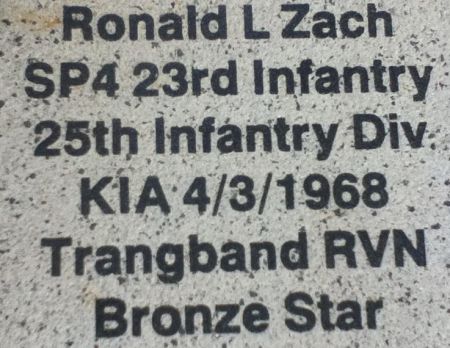 Ronald L Zach
SP4 23rd Infantry
25th Infantry Div
KIA 4/3/1968
Trangband RVN
Bronze Star